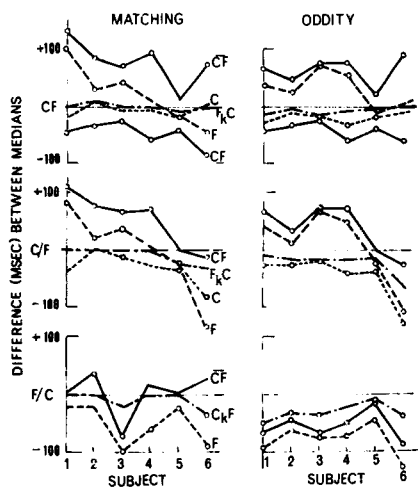 MATCHING
ODDITY
DIFFERENCE (MSEC) BETWEEN MEDIANS
+100
CF
-100
CF
C
FkC
F
CF
+100
C/F
-100
CF
FkC
C
F
+100
F/C
-100
CF
CkF
F
1 2 3 4 5 6
SUBJECT
1 2 3 4 5 6
SUBJECT